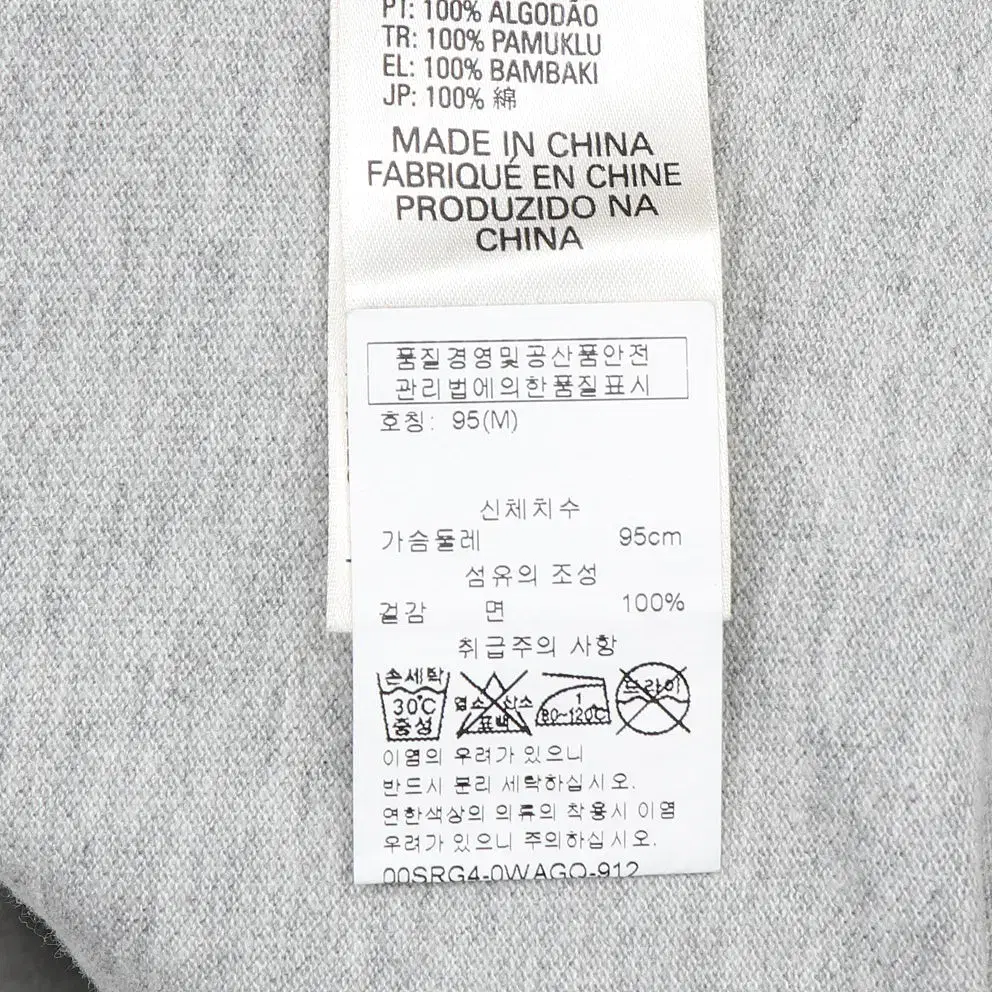 PT: 100% ALGODÃO
TR: 100% PAMUKLU
EL: 100% BAMBAKI
JP: 100% 綿
MADE IN CHINA
FABRIQUÉ EN CHINE
PRODUZIDO NA
CHINA
품질경영및공산품안전
관리법에의한품질표시
호칭: 95(M)
신체치수
가슴둘레 95cm
섬유의 조성
겉감 면 100%
취급주의 사항
손세탁
30℃
중성
염소 산소
표백
1
80~120℃
드라이
이염의 우려가 있으니
반드시 분리 세탁하십시오.
연한색상의 의류의 착용시 이염
우려가 있으니 주의하십시오.
00SRG4-0WAGO-912